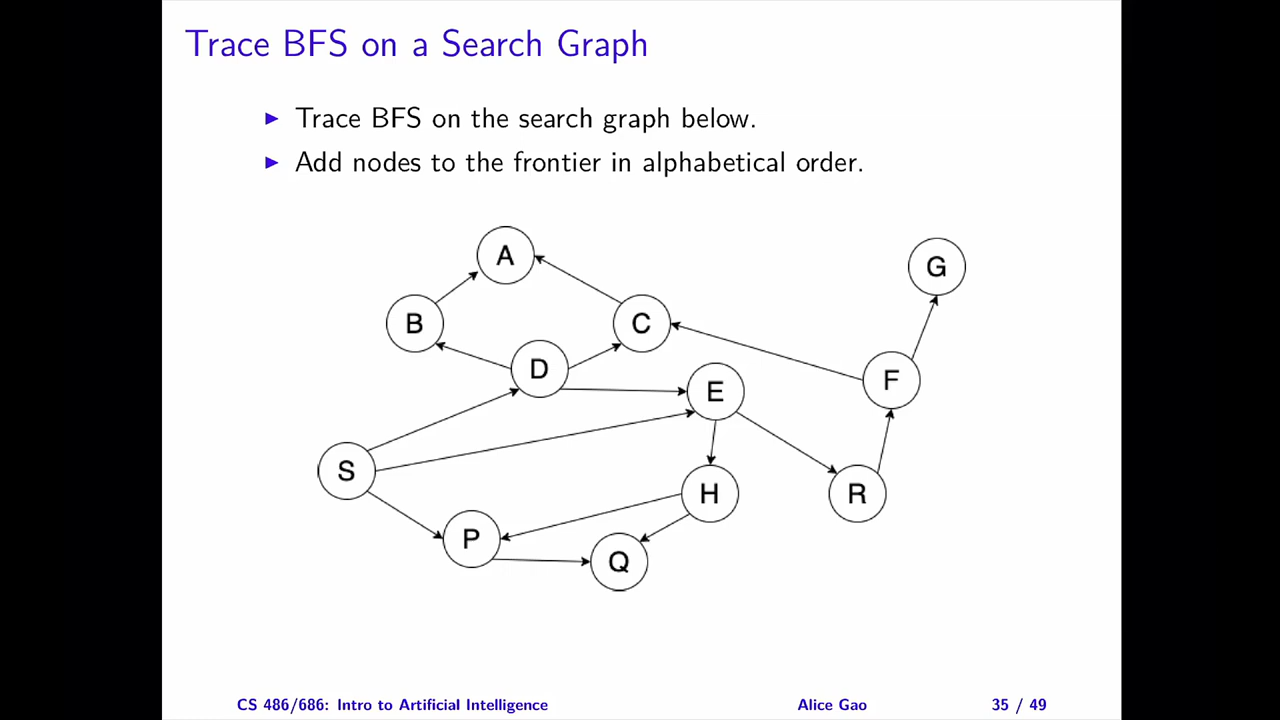 Trace BFS on a Search Graph
▶ Trace BFS on the search graph below.
▶ Add nodes to the frontier in alphabetical order.
A
G
B
C
D
F
E
S
H
R
P
Q
CS 486/686: Intro to Artificial Intelligence
Alice Gao
35 / 49